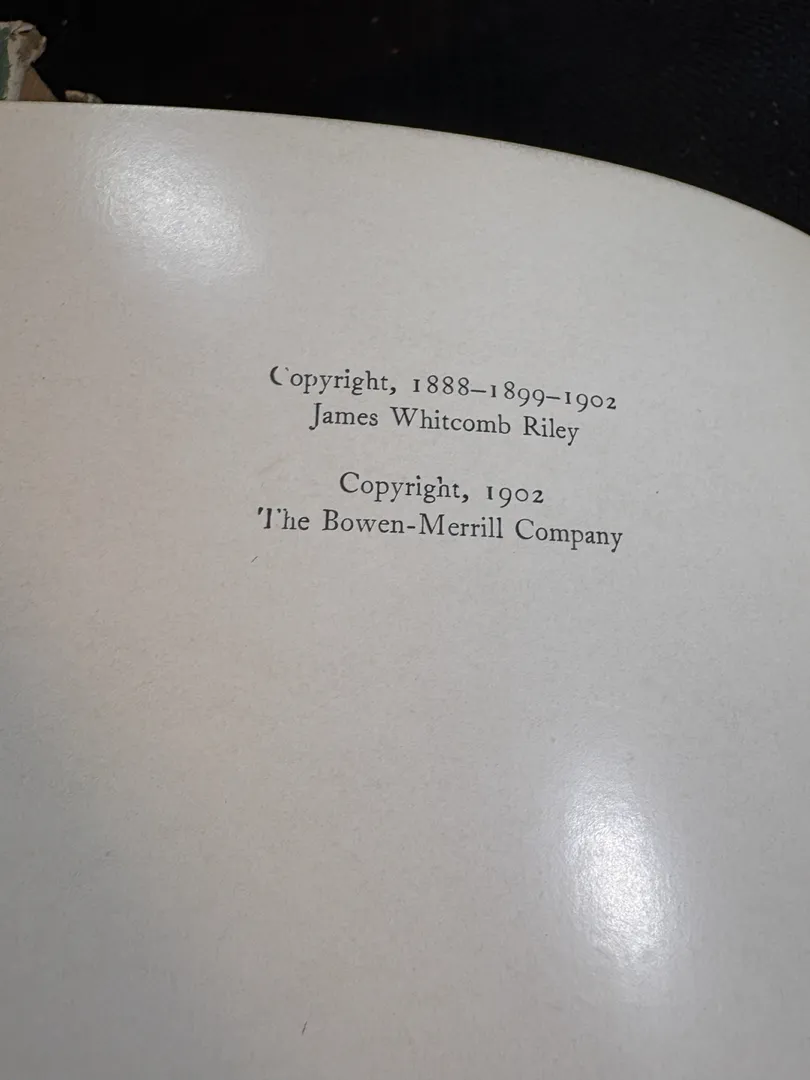 Copyright, 1888–1899–1902
James Whitcomb Riley
Copyright, 1902
The Bowen-Merrill Company